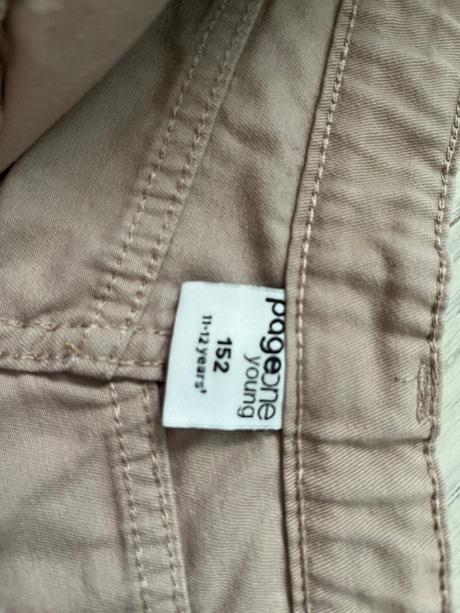 pageone
young
152
11-12 years'